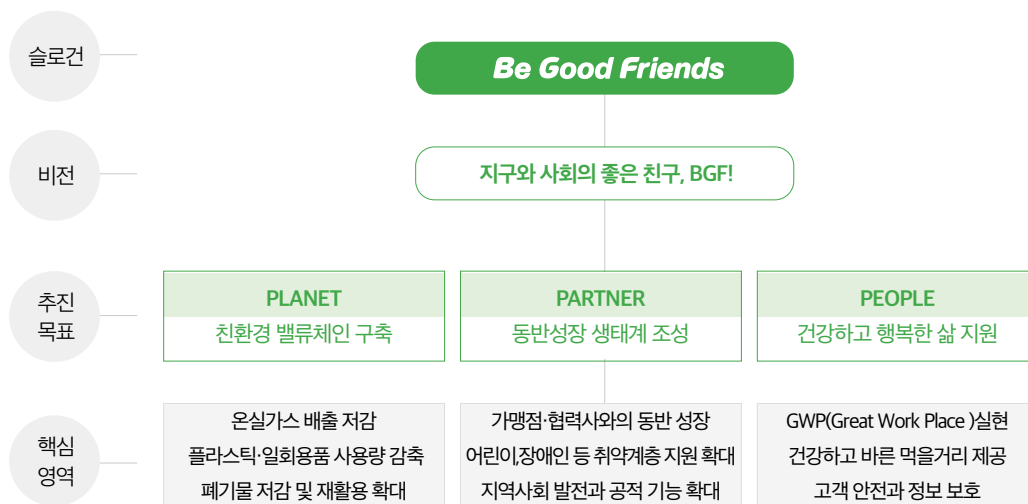 슬로건
Be Good Friends
비전
지구와 사회의 좋은 친구, BGF!
추진
목표
PLANET
친환경 밸류체인 구축
PARTNER
동반성장 생태계 조성
PEOPLE
건강하고 행복한 삶 지원
핵심
영역
온실가스 배출 저감
플라스틱·일회용품 사용량 감축
폐기물 저감 및 재활용 확대
가맹점·협력사와의 동반 성장
어린이,장애인 등 취약계층 지원 확대
지역사회 발전과 공적 기능 확대
GWP(Great Work Place )실현
건강하고 바른 먹을거리 제공
고객 안전과 정보 보호